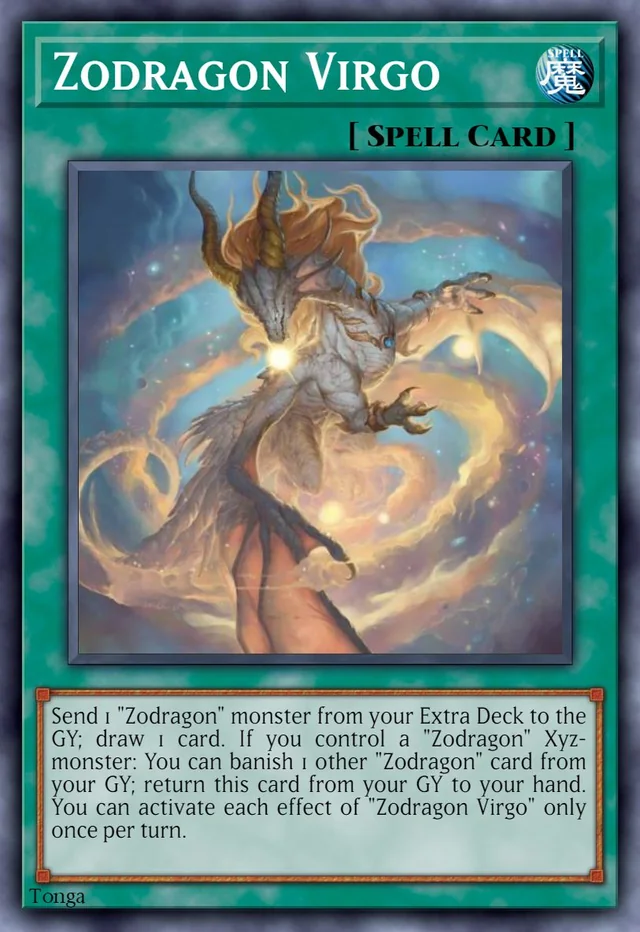 Zodragon Virgo
SPELL
魔
[ Spell Card ]
Send 1 "Zodragon" monster from your Extra Deck to the
GY; draw 1 card. If you control a "Zodragon" Xyz-
monster: You can banish 1 other "Zodragon" card from
your GY; return this card from your GY to your hand.
You can activate each effect of "Zodragon Virgo" only
once per turn.
Tonga